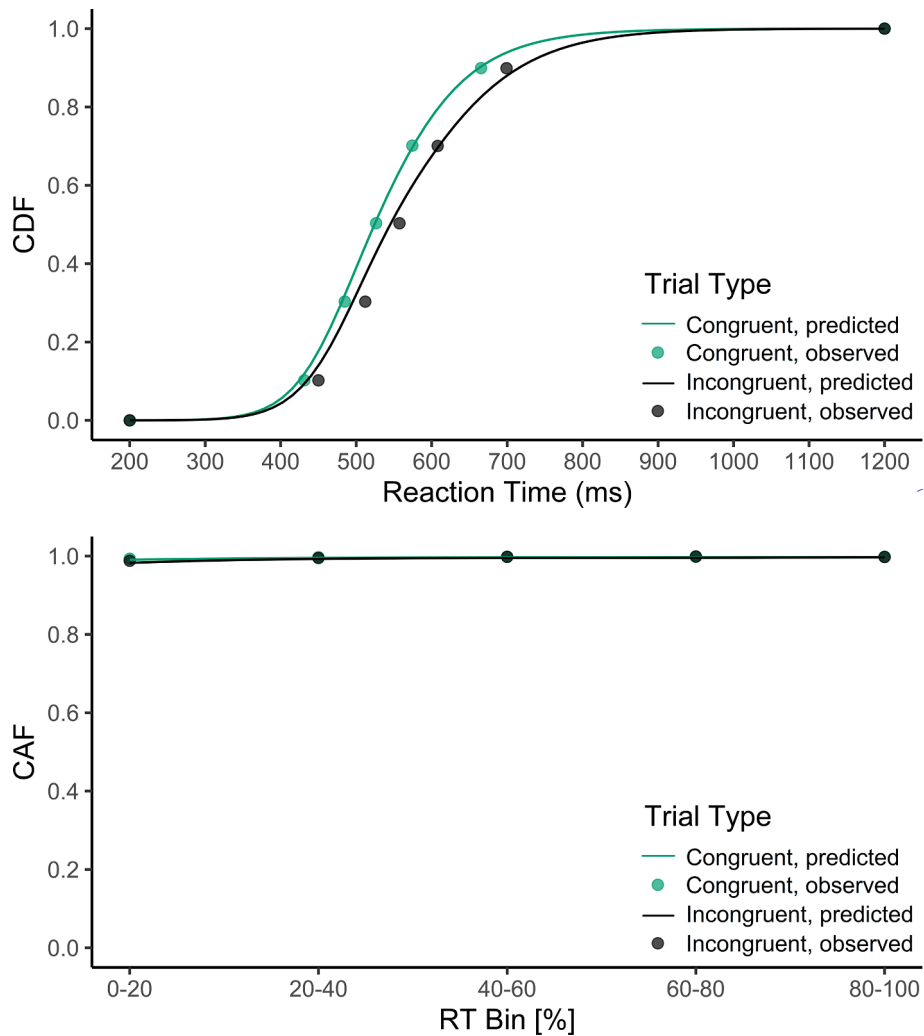 1.0
0.8
0.6
0.4
0.2
0.0
CDF
Trial Type
Congruent, predicted
Congruent, observed
Incongruent, predicted
Incongruent, observed
200 300 400 500 600 700 800 900 1000 1100 1200
Reaction Time (ms)
1.0
0.8
0.6
0.4
0.2
0.0
CAF
Trial Type
Congruent, predicted
Congruent, observed
Incongruent, predicted
Incongruent, observed
0-20 20-40 40-60 60-80 80-100
RT Bin [%]